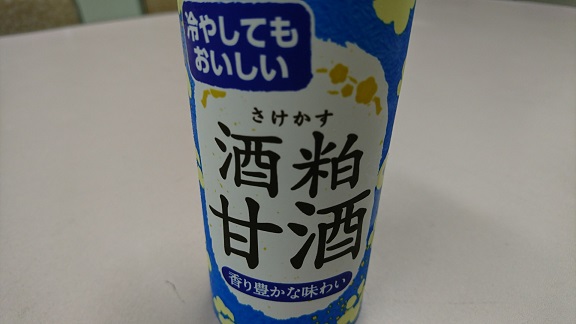 冷やしても
おいしい
さけかす
酒粕
甘酒
香り豊かな味わい